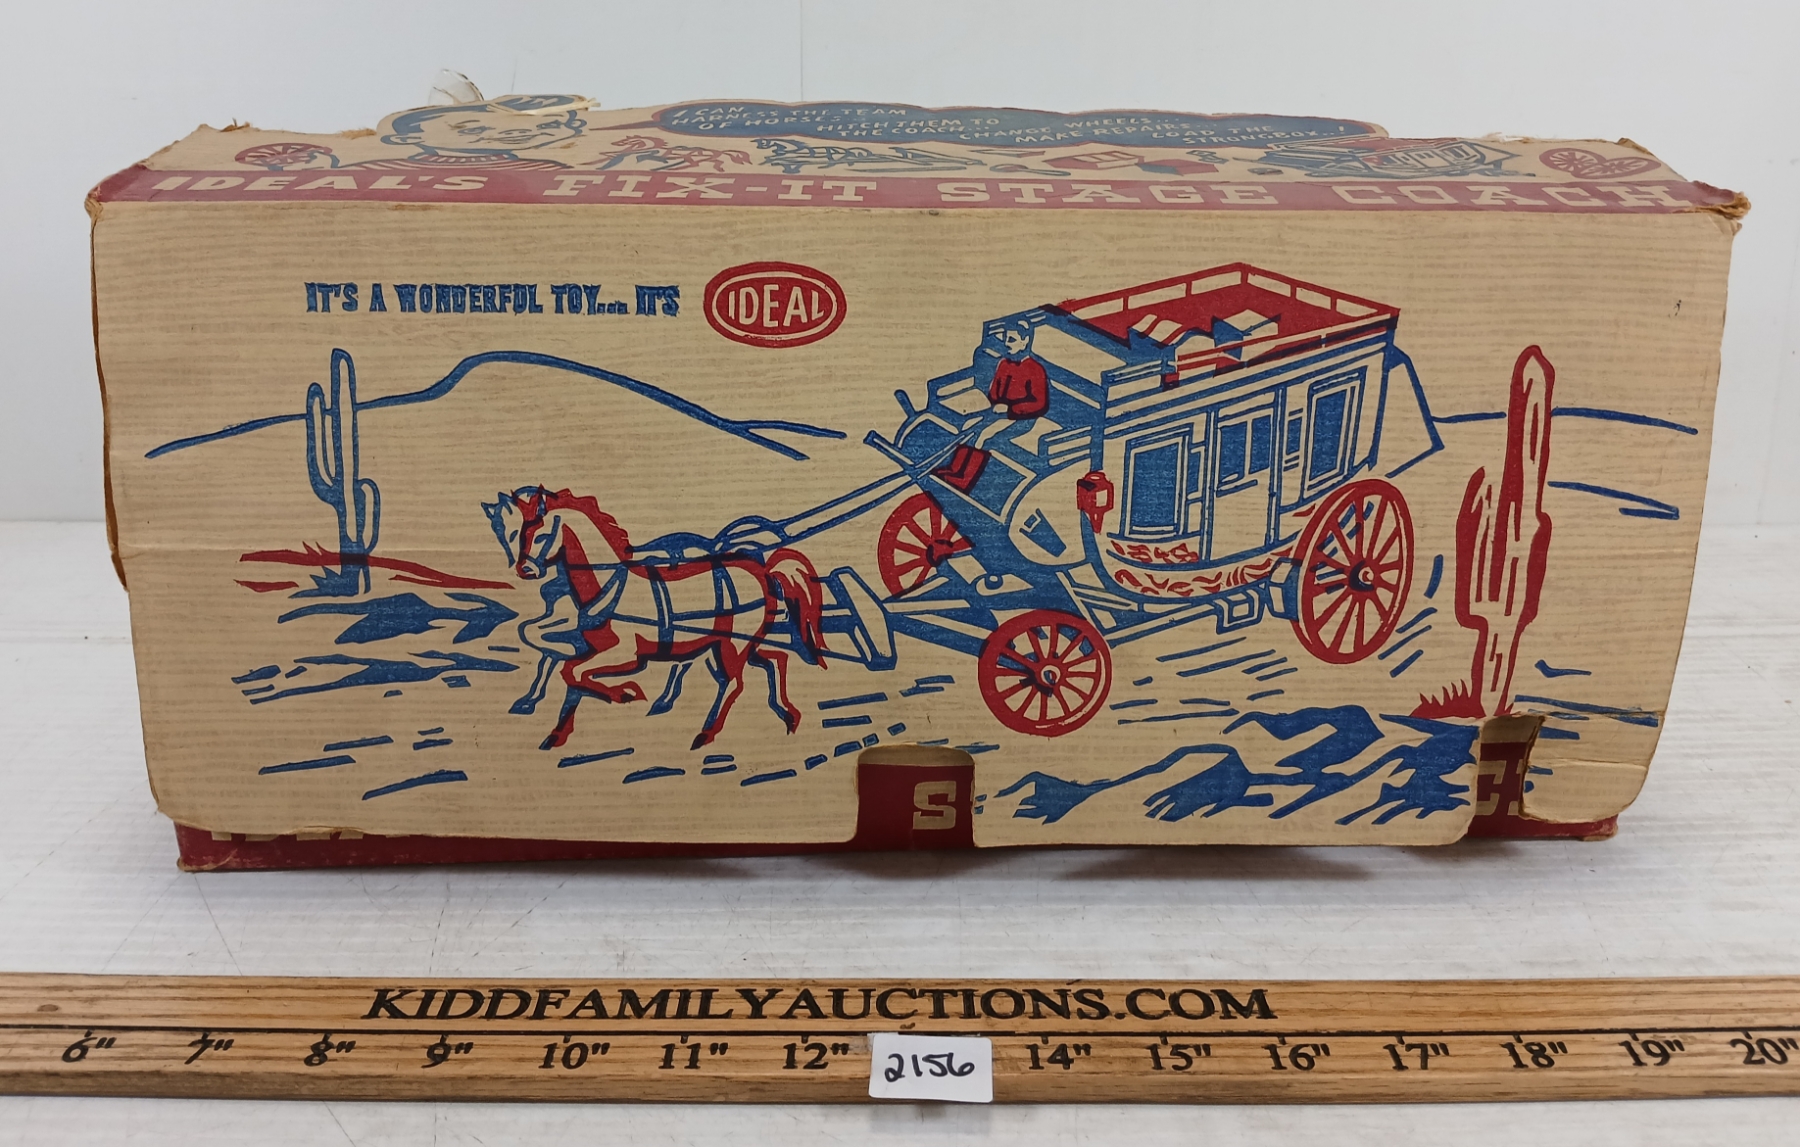 I CAN
HARNESS THE TEAM
OF HORSES..
HITCH THEM TO
THE COACH...
CHANGE WHEELS...
MAKE REPAIRS..
LOAD THE
STRONGBOX..!
IDEAL'S FIX-IT STAGE COACH
IT'S A WONDERFUL TOY.... IT'S
IDEAL
1848
S
KIDDFAMILYAUCTIONS.COM
6" 7" 8" 9" 10" 11" 12" 14" 15" 16" 17" 18" 19" 20"
2156